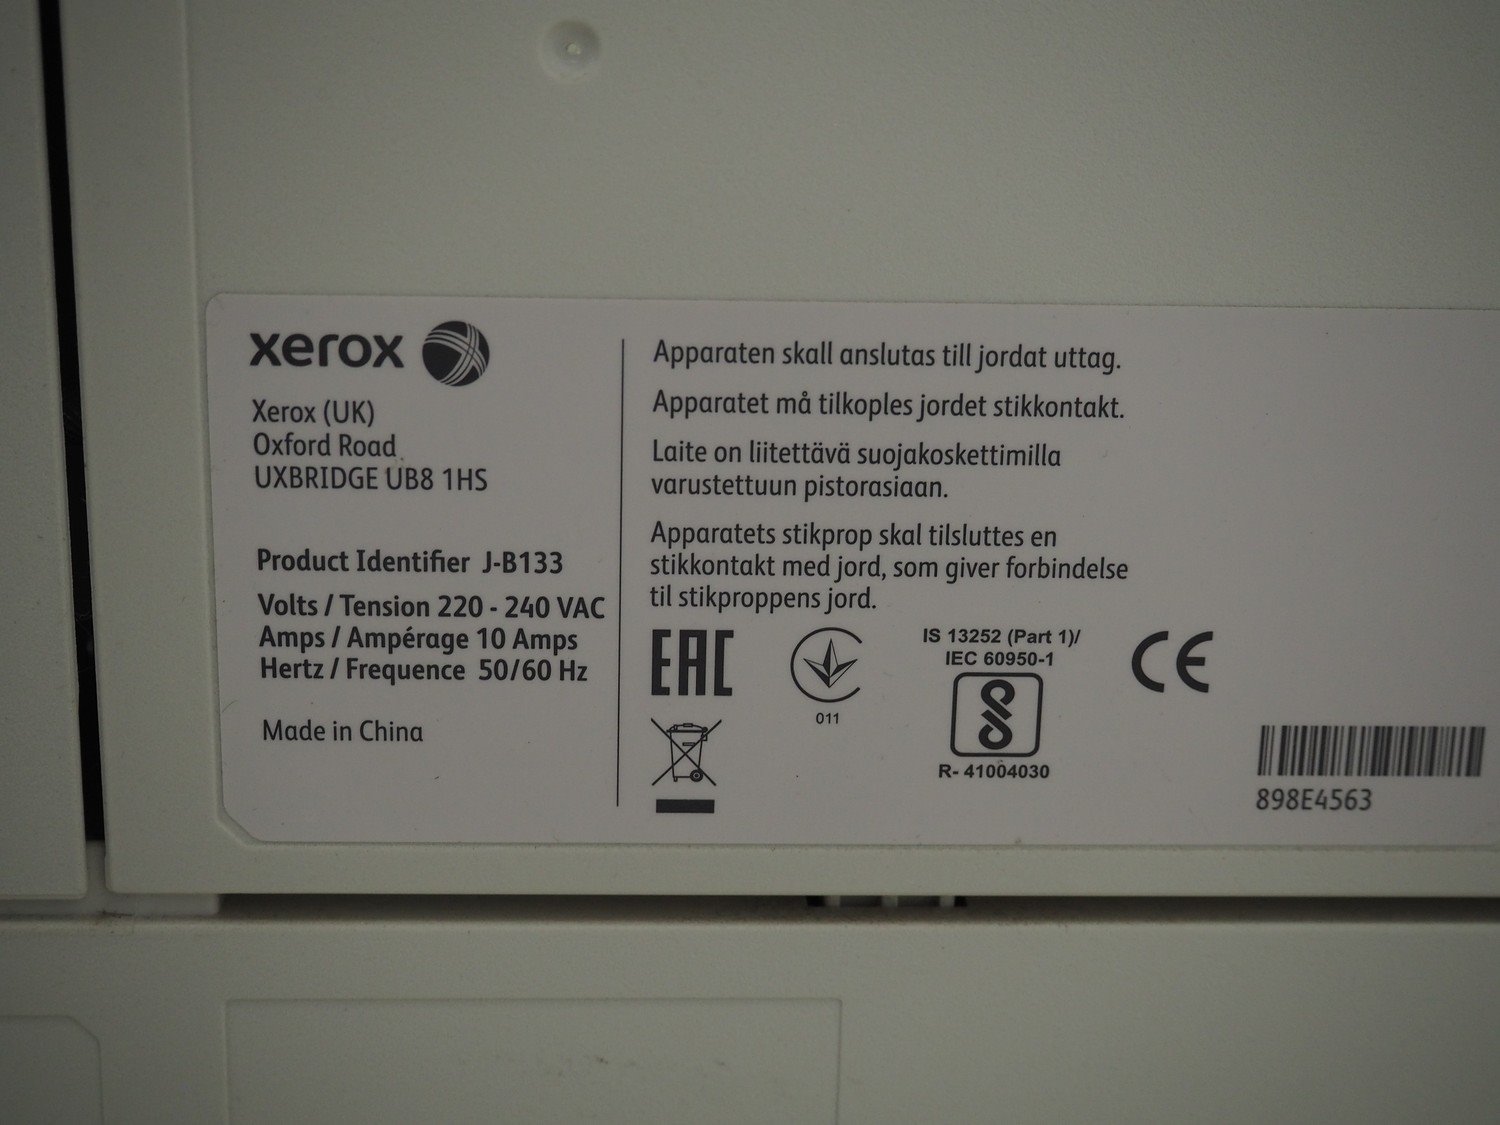 xerox
Xerox (UK)
Oxford Road
UXBRIDGE UB8 1HS
Product Identifier J-B133
Volts / Tension 220 - 240 VAC
Amps / Ampérage 10 Amps
Hertz / Frequence 50/60 Hz
Made in China
Apparaten skall anslutas till jordat uttag.
Apparatet må tilkoples jordet stikkontakt.
Laite on liitettävä suojakoskettimilla
varustettuun pistorasiaan.
Apparatets stikprop skal tilsluttes en
stikkontakt med jord, som giver forbindelse
til stikproppens jord.
EAC
011
IS 13252 (Part 1)/
IEC 60950-1
R- 41004030
CE
898E4563